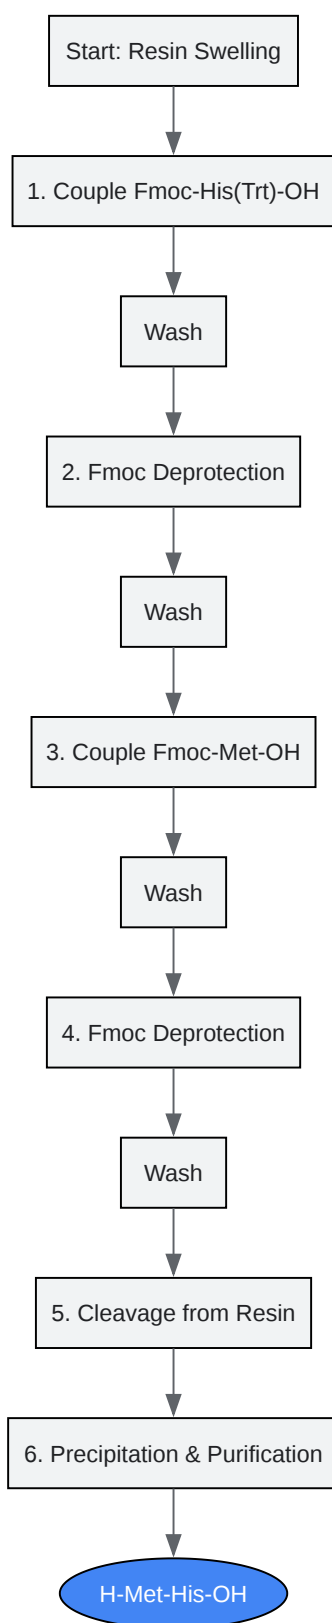 Start: Resin Swelling
1. Couple Fmoc-His(Trt)-OH
Wash
2. Fmoc Deprotection
Wash
3. Couple Fmoc-Met-OH
Wash
4. Fmoc Deprotection
Wash
5. Cleavage from Resin
6. Precipitation & Purification
H-Met-His-OH